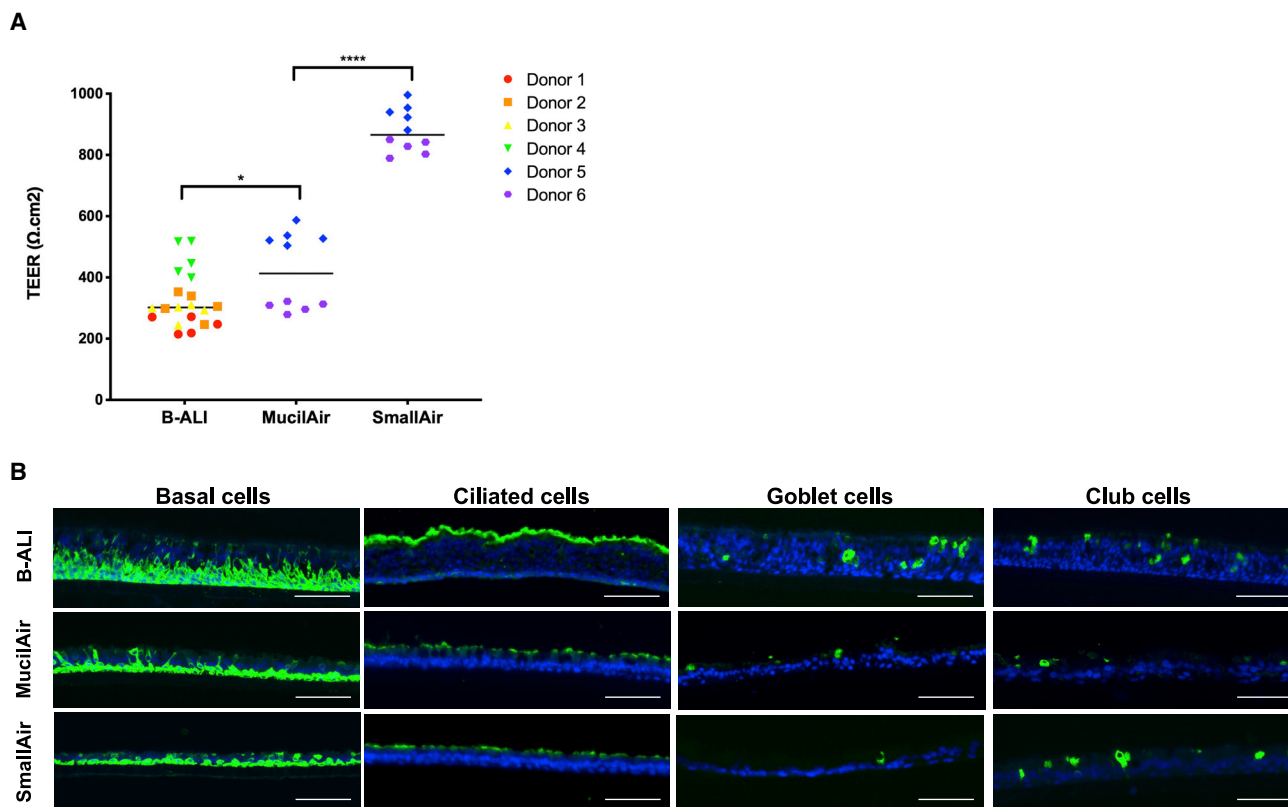 A
****
*
1000
800
600
400
200
0
TEER (Ω.cm2)
B-ALI MucilAir SmallAir
Donor 1
Donor 2
Donor 3
Donor 4
Donor 5
Donor 6
B
Basal cells Ciliated cells Goblet cells Club cells
B-ALI
MucilAir
SmallAir